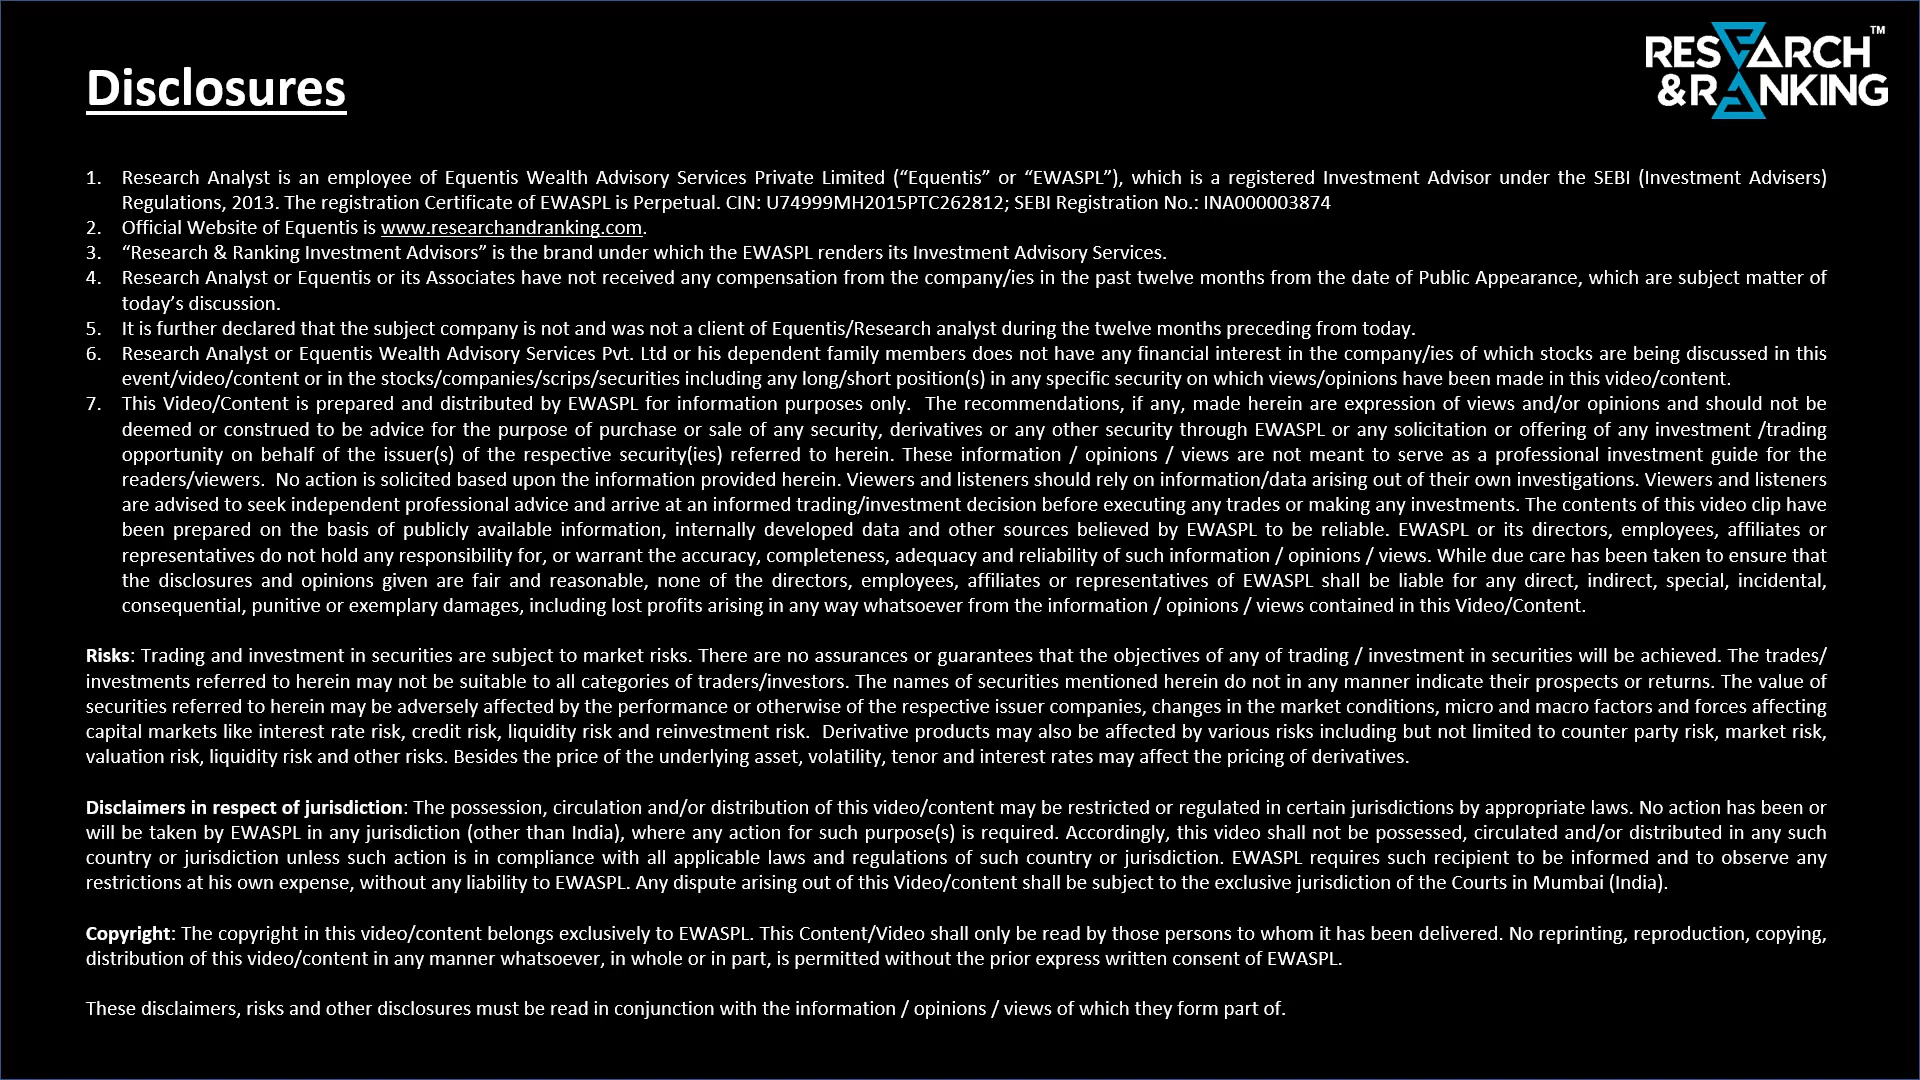 RESEARCH™
&RANKING
Disclosures
1. Research Analyst is an employee of Equentis Wealth Advisory Services Private Limited (“Equentis” or “EWASPL”), which is a registered Investment Advisor under the SEBI (Investment Advisers)
Regulations, 2013. The registration Certificate of EWASPL is Perpetual. CIN: U74999MH2015PTC262812; SEBI Registration No.: INA000003874
2. Official Website of Equentis is www.researchandranking.com.
3. “Research & Ranking Investment Advisors” is the brand under which the EWASPL renders its Investment Advisory Services.
4. Research Analyst or Equentis or its Associates have not received any compensation from the company/ies in the past twelve months from the date of Public Appearance, which are subject matter of
today’s discussion.
5. It is further declared that the subject company is not and was not a client of Equentis/Research analyst during the twelve months preceding from today.
6. Research Analyst or Equentis Wealth Advisory Services Pvt. Ltd or his dependent family members does not have any financial interest in the company/ies of which stocks are being discussed in this
event/video/content or in the stocks/companies/scrips/securities including any long/short position(s) in any specific security on which views/opinions have been made in this video/content.
7. This Video/Content is prepared and distributed by EWASPL for information purposes only. The recommendations, if any, made herein are expression of views and/or opinions and should not be
deemed or construed to be advice for the purpose of purchase or sale of any security, derivatives or any other security through EWASPL or any solicitation or offering of any investment /trading
opportunity on behalf of the issuer(s) of the respective security(ies) referred to herein. These information / opinions / views are not meant to serve as a professional investment guide for the
readers/viewers. No action is solicited based upon the information provided herein. Viewers and listeners should rely on information/data arising out of their own investigations. Viewers and listeners
are advised to seek independent professional advice and arrive at an informed trading/investment decision before executing any trades or making any investments. The contents of this video clip have
been prepared on the basis of publicly available information, internally developed data and other sources believed by EWASPL to be reliable. EWASPL or its directors, employees, affiliates or
representatives do not hold any responsibility for, or warrant the accuracy, completeness, adequacy and reliability of such information / opinions / views. While due care has been taken to ensure that
the disclosures and opinions given are fair and reasonable, none of the directors, employees, affiliates or representatives of EWASPL shall be liable for any direct, indirect, special, incidental,
consequential, punitive or exemplary damages, including lost profits arising in any way whatsoever from the information / opinions / views contained in this Video/Content.
Risks: Trading and investment in securities are subject to market risks. There are no assurances or guarantees that the objectives of any of trading / investment in securities will be achieved. The trades/
investments referred to herein may not be suitable to all categories of traders/investors. The names of securities mentioned herein do not in any manner indicate their prospects or returns. The value of
securities referred to herein may be adversely affected by the performance or otherwise of the respective issuer companies, changes in the market conditions, micro and macro factors and forces affecting
capital markets like interest rate risk, credit risk, liquidity risk and reinvestment risk. Derivative products may also be affected by various risks including but not limited to counter party risk, market risk,
valuation risk, liquidity risk and other risks. Besides the price of the underlying asset, volatility, tenor and interest rates may affect the pricing of derivatives.
Disclaimers in respect of jurisdiction: The possession, circulation and/or distribution of this video/content may be restricted or regulated in certain jurisdictions by appropriate laws. No action has been or
will be taken by EWASPL in any jurisdiction (other than India), where any action for such purpose(s) is required. Accordingly, this video shall not be possessed, circulated and/or distributed in any such
country or jurisdiction unless such action is in compliance with all applicable laws and regulations of such country or jurisdiction. EWASPL requires such recipient to be informed and to observe any
restrictions at his own expense, without any liability to EWASPL. Any dispute arising out of this Video/content shall be subject to the exclusive jurisdiction of the Courts in Mumbai (India).
Copyright: The copyright in this video/content belongs exclusively to EWASPL. This Content/Video shall only be read by those persons to whom it has been delivered. No reprinting, reproduction, copying,
distribution of this video/content in any manner whatsoever, in whole or in part, is permitted without the prior express written consent of EWASPL.
These disclaimers, risks and other disclosures must be read in conjunction with the information / opinions / views of which they form part of.